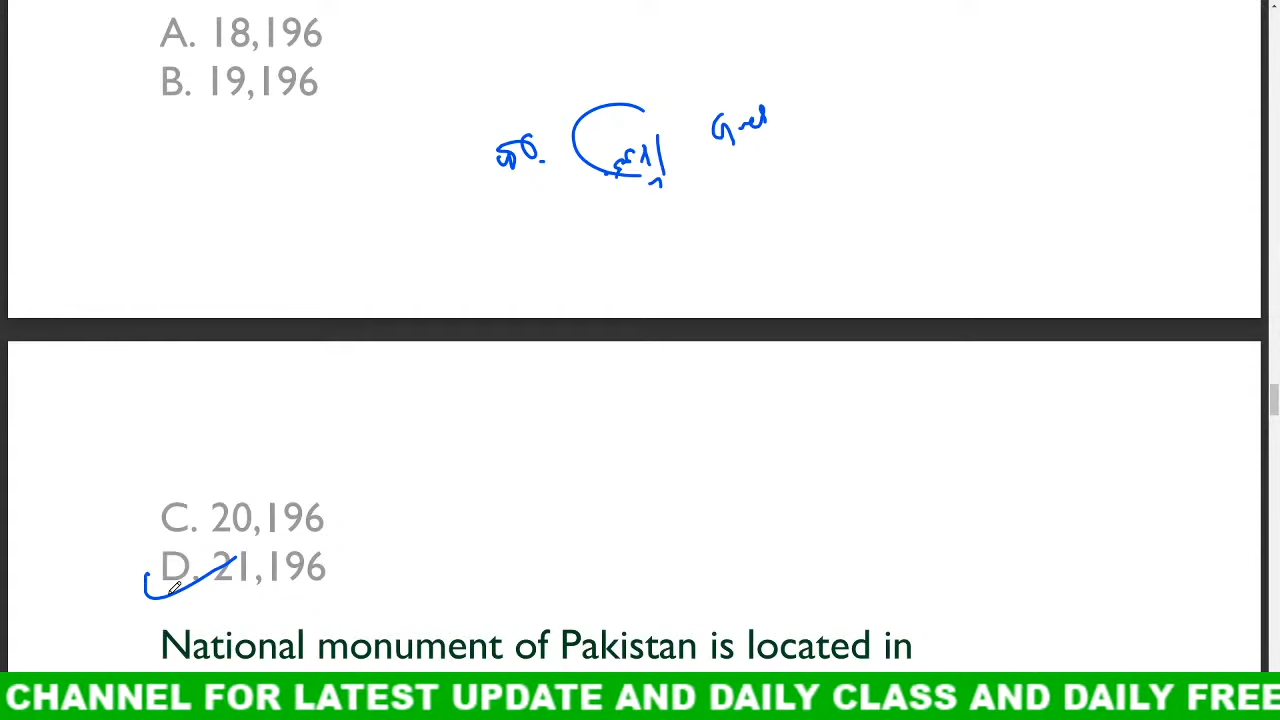 A. 18,196
B. 19,196
C. 20,196
D. 21,196
National monument of Pakistan is located in
CHANNEL FOR LATEST UPDATE AND DAILY CLASS AND DAILY FREE